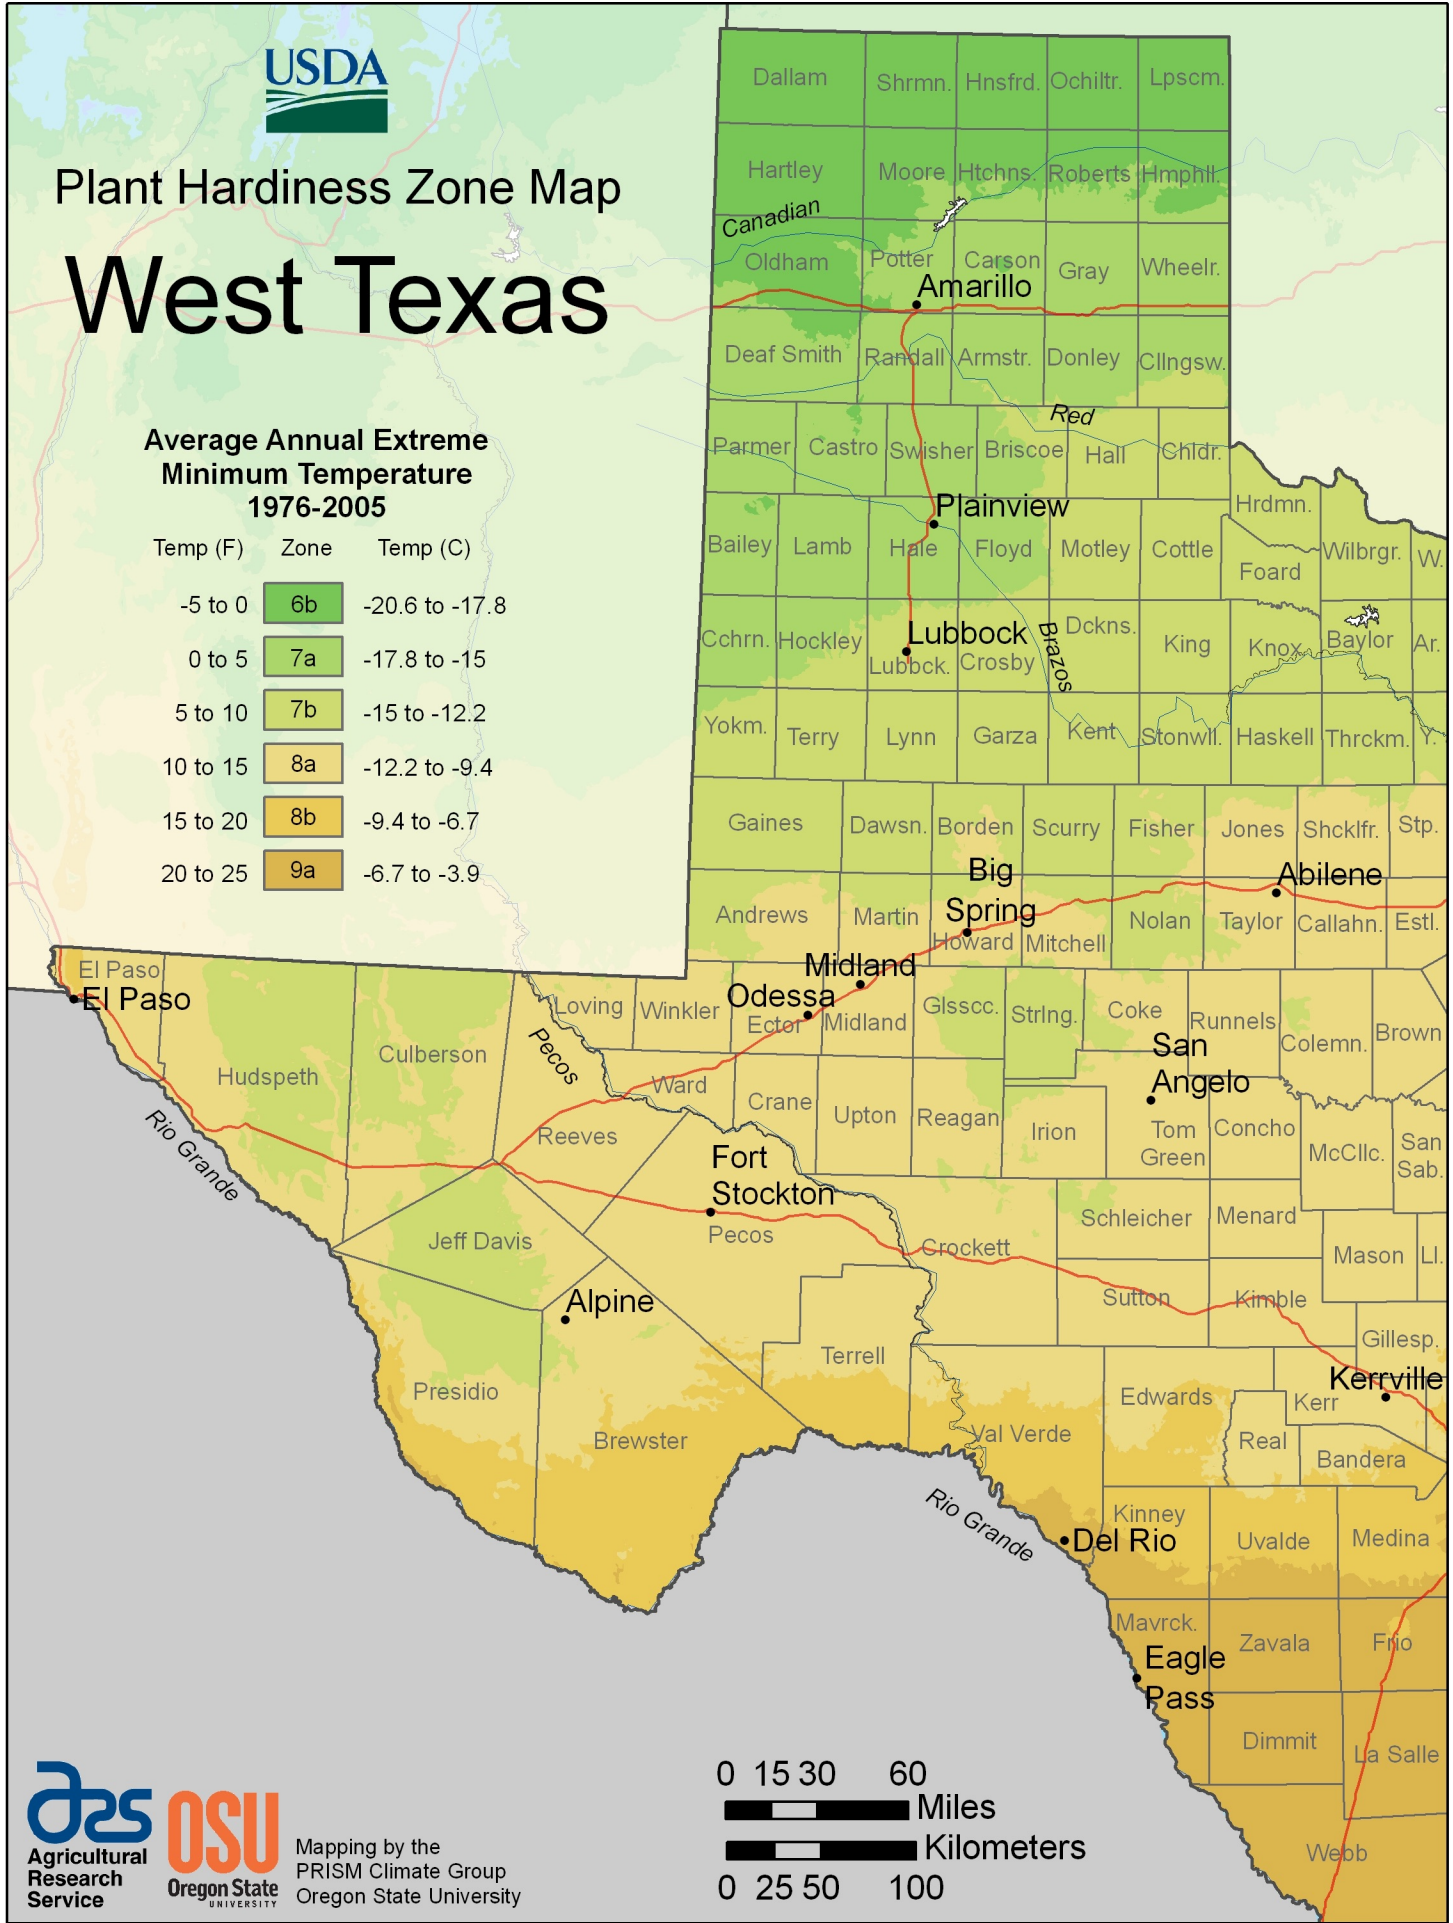 USDA
Plant Hardiness Zone Map
West Texas
Average Annual Extreme
Minimum Temperature
1976-2005
Temp (F) Zone Temp (C)
-5 to 0 6b -20.6 to -17.8
0 to 5 7a -17.8 to -15
5 to 10 7b -15 to -12.2
10 to 15 8a -12.2 to -9.4
15 to 20 8b -9.4 to -6.7
20 to 25 9a -6.7 to -3.9
Dallam Shrmn. Hnsfrd. Ochiltr. Lpscm.
Hartley Moore Htchns. Roberts Hmphll.
Canadian
Oldham Potter Carson Gray Wheelr.
Amarillo
Deaf Smith Randall Armstr. Donley Cllngsw.
Red
Parmer Castro Swisher Briscoe Hall Chldr.
Plainview
Hrdmn.
Bailey Lamb Hale Floyd Motley Cottle Foard Wilbrgr. W.
Lubbock
Brazos
Cchrn. Hockley Lubbck. Crosby Dckns. King Knox Baylor Ar.
Yokm. Terry Lynn Garza Kent Stonwll. Haskell Thrckm. Y.
Gaines Dawsn. Borden Scurry Fisher Jones Shcklfr. Stp.
Big
Spring
Abilene
Andrews Martin Howard Mitchell Nolan Taylor Callahn. Estl.
Midland
Odessa
El Paso
El Paso
Loving Winkler Ector Midland Glsscc. Strlng. Coke Runnels Colemn. Brown
San
Angelo
Pecos
Hudspeth Culberson Reeves Ward Crane Upton Reagan Irion Tom
Green
Concho McCllc. San
Sab.
Rio Grande
Fort
Stockton
Jeff Davis Pecos Crockett Schleicher Menard Mason Ll.
Alpine
Sutton Kimble Gillesp.
Kerrville
Presidio Brewster Terrell Val Verde Edwards Real Kerr Bandera
Rio Grande
Del Rio
Kinney Uvalde Medina
Mavrck. Zavala Frio
Eagle
Pass
Dimmit La Salle
Webb
0 15 30 60
Miles
Kilometers
0 25 50 100
ars
Agricultural
Research
Service
OSU
Oregon State
UNIVERSITY
Mapping by the
PRISM Climate Group
Oregon State University